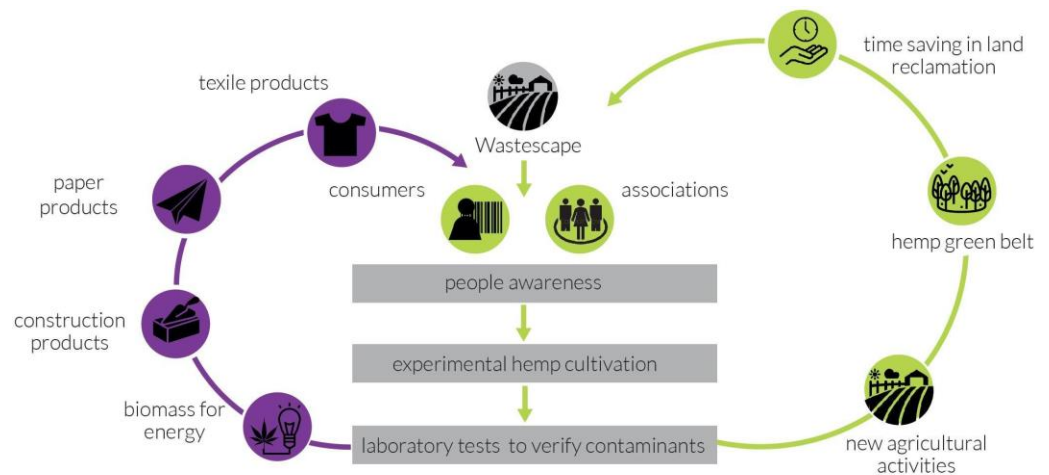 time saving in land
reclamation
texile products
Wastescape
paper
products
consumers
associations
hemp green belt
people awareness
construction
products
experimental hemp cultivation
biomass for
energy
laboratory tests to verify contaminants
new agricultural
activities